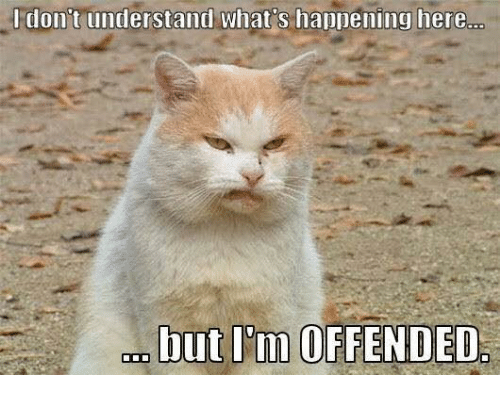 I don't understand what's happening here...
... but I'm OFFENDED.